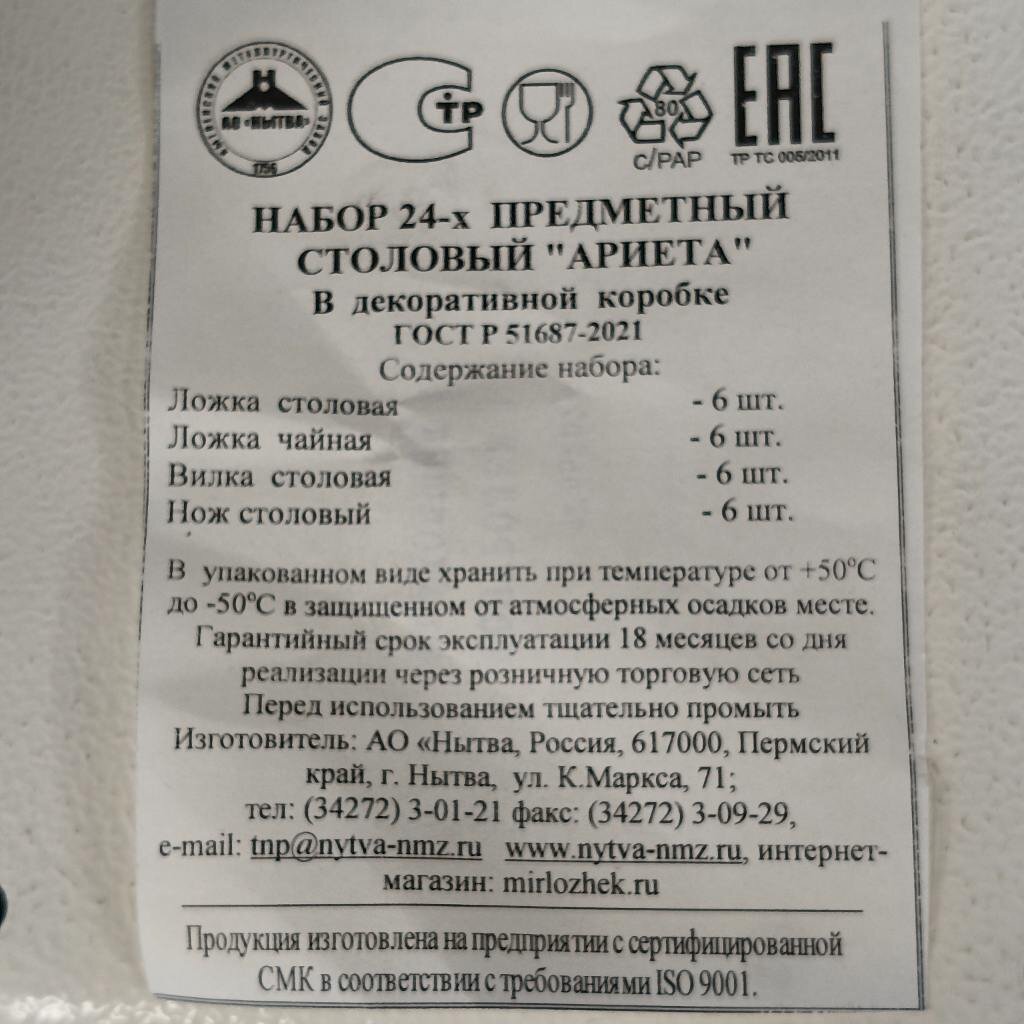 НЫТВЕНСКИЙ МЕТАЛЛУРГИЧЕСКИЙ ЗАВОД
АО «НЫТВА»
1756
СТР
80
C/PAP
ЕАС
ТР ТС 005/2011
НАБОР 24-х ПРЕДМЕТНЫЙ
СТОЛОВЫЙ "АРИЕТА"
В декоративной коробке
ГОСТ Р 51687-2021
Содержание набора:
Ложка столовая - 6 шт.
Ложка чайная - 6 шт.
Вилка столовая - 6 шт.
Нож столовый - 6 шт.
В упакованном виде хранить при температуре от +50°С
до -50°С в защищенном от атмосферных осадков месте.
Гарантийный срок эксплуатации 18 месяцев со дня
реализации через розничную торговую сеть
Перед использованием тщательно промыть
Изготовитель: АО «Нытва, Россия, 617000, Пермский
край, г. Нытва, ул. К.Маркса, 71;
тел: (34272) 3-01-21 факс: (34272) 3-09-29,
e-mail: tnp@nytva-nmz.ru www.nytva-nmz.ru, интернет-
магазин: mirlozhek.ru
Продукция изготовлена на предприятии с сертифицированной
СМК в соответствии с требованиями ISO 9001.